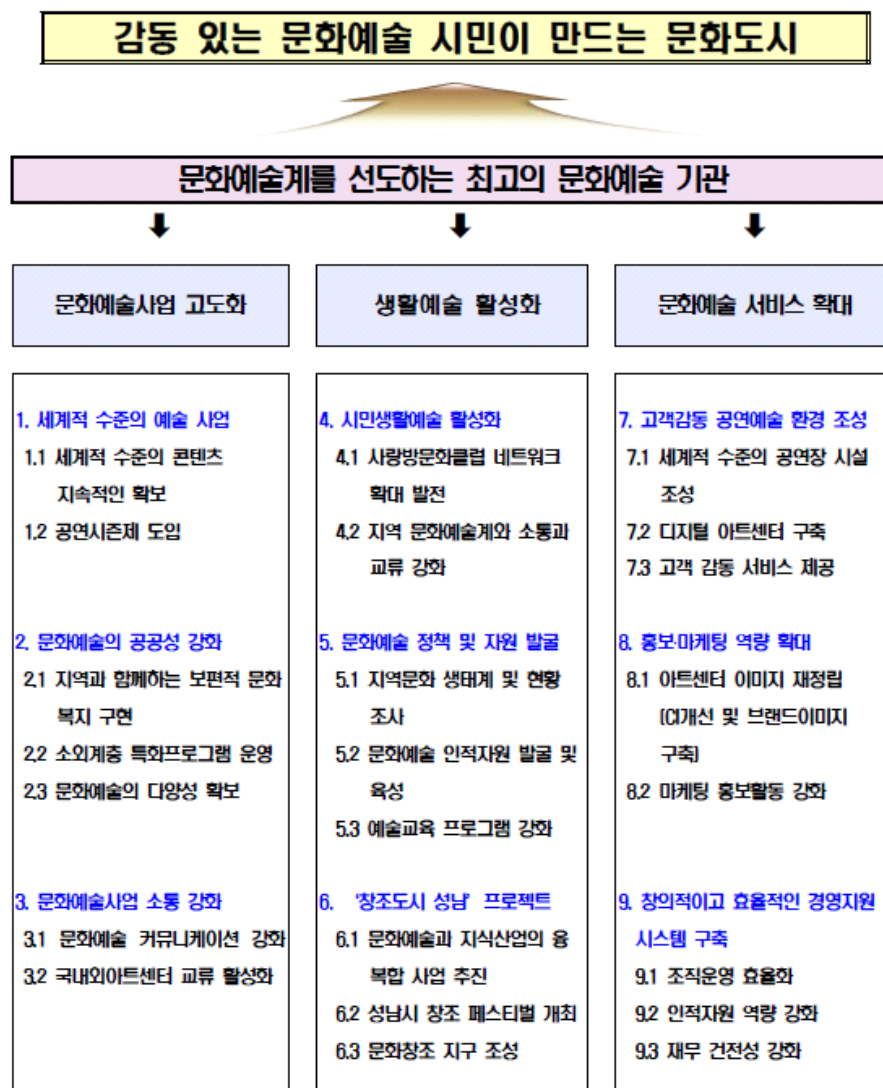 감동 있는 문화예술 시민이 만드는 문화도시
문화예술계를 선도하는 최고의 문화예술 기관
문화예술사업 고도화
1. 세계적 수준의 예술 사업
1.1 세계적 수준의 콘텐츠
지속적인 확보
1.2 공연시즌제 도입
2. 문화예술의 공공성 강화
2.1 지역과 함께하는 보편적 문화
복지 구현
2.2 소외계층 특화프로그램 운영
2.3 문화예술의 다양성 확보
3. 문화예술사업 소통 강화
3.1 문화예술 커뮤니케이션 강화
3.2 국내외아트센터 교류 활성화
생활예술 활성화
4. 시민생활예술 활성화
4.1 사랑방문화클럽 네트워크
확대 발전
4.2 지역 문화예술계와 소통과
교류 강화
5. 문화예술 정책 및 자원 발굴
5.1 지역문화 생태계 및 현황
조사
5.2 문화예술 인적자원 발굴 및
육성
5.3 예술교육 프로그램 강화
6. '창조도시 성남' 프로젝트
6.1 문화예술과 지식산업의 융
복합 사업 추진
6.2 성남시 창조 페스티벌 개최
6.3 문화창조 지구 조성
문화예술 서비스 확대
7. 고객감동 공연예술 환경 조성
7.1 세계적 수준의 공연장 시설
조성
7.2 디지털 아트센터 구축
7.3 고객 감동 서비스 제공
8. 홍보·마케팅 역량 확대
8.1 아트센터 이미지 재정립
(CI개선 및 브랜드이미지
구축)
8.2 마케팅 홍보활동 강화
9. 창의적이고 효율적인 경영지원
시스템 구축
9.1 조직운영 효율화
9.2 인적자원 역량 강화
9.3 재무 건전성 강화